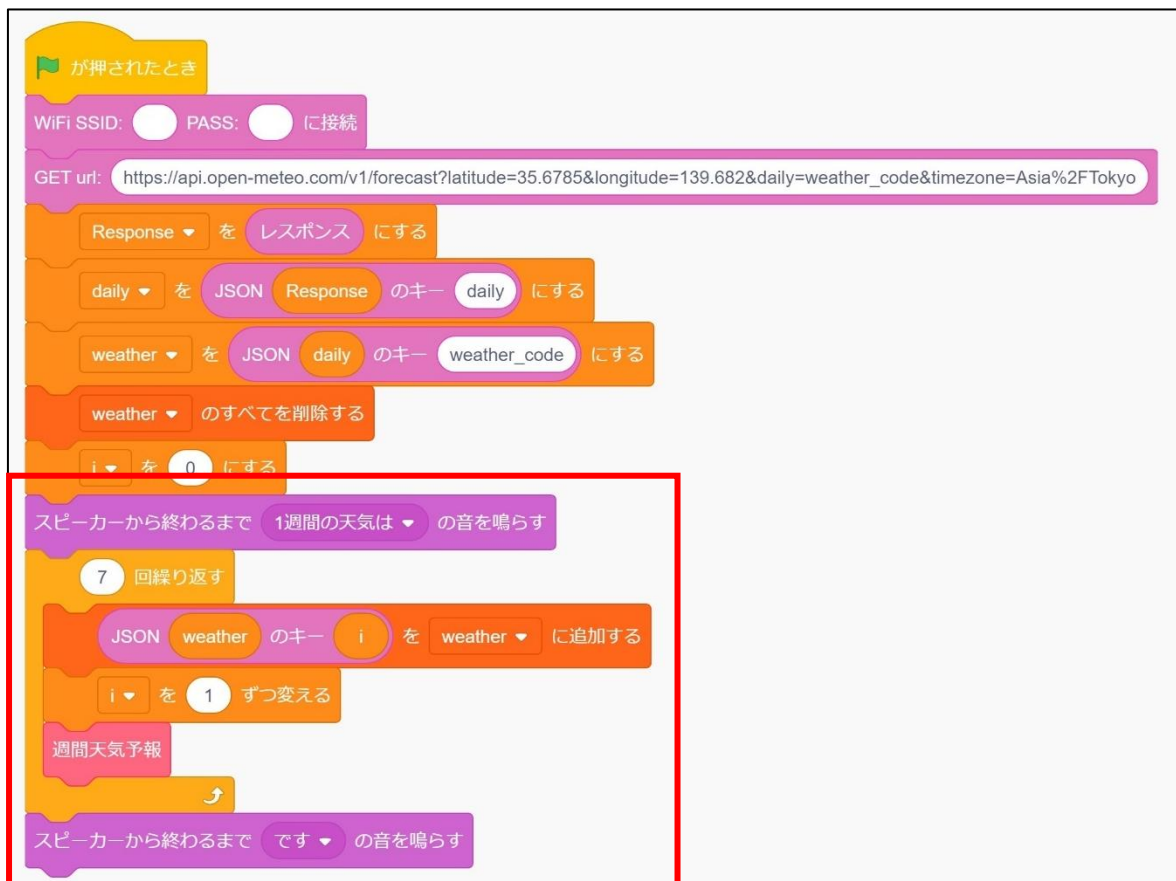 が押されたとき
WiFi SSID: PASS: に接続
GET url: https://api.open-meteo.com/v1/forecast?latitude=35.6785&longitude=139.682&daily=weather_code&timezone=Asia%2FTokyo
Response を レスポンス にする
daily を JSON Response のキー daily にする
weather を JSON daily のキー weather_code にする
weather のすべてを削除する
i を 0 にする
スピーカーから終わるまで 1週間の天気は の音を鳴らす
7 回繰り返す
JSON weather のキー i を weather に追加する
i を 1 ずつ変える
週間天気予報
スピーカーから終わるまで です の音を鳴らす